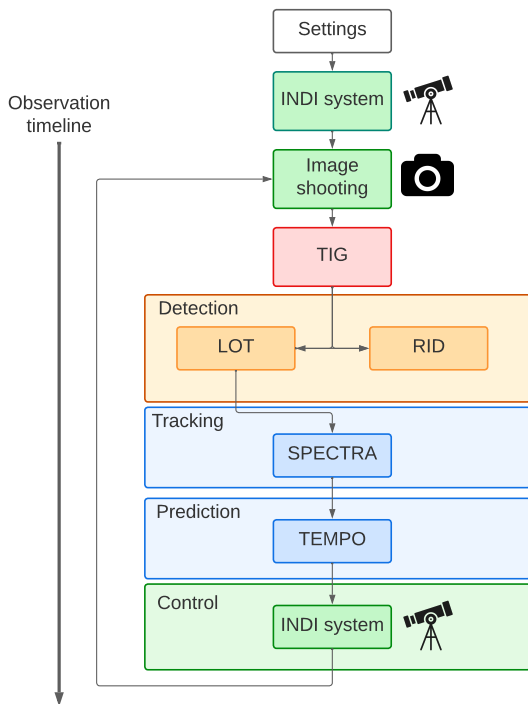 Settings
INDI system
Observation
timeline
Image
shooting
TIG
Detection
LOT
RID
Tracking
SPECTRA
Prediction
TEMPO
Control
INDI system